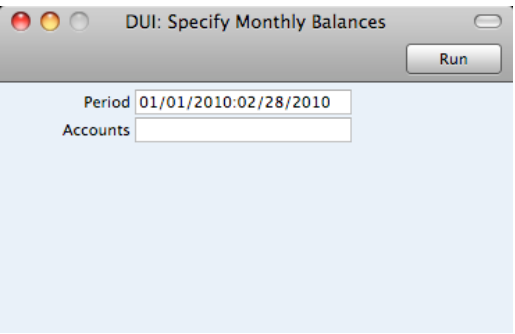 DUI: Specify Monthly Balances
Run
Period 01/01/2010:02/28/2010
Accounts